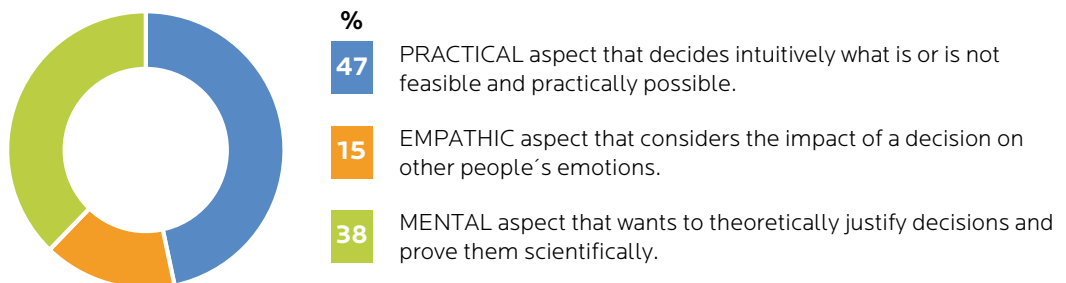 %
47
PRACTICAL aspect that decides intuitively what is or is not
feasible and practically possible.
15
EMPATHIC aspect that considers the impact of a decision on
other people´s emotions.
38
MENTAL aspect that wants to theoretically justify decisions and
prove them scientifically.